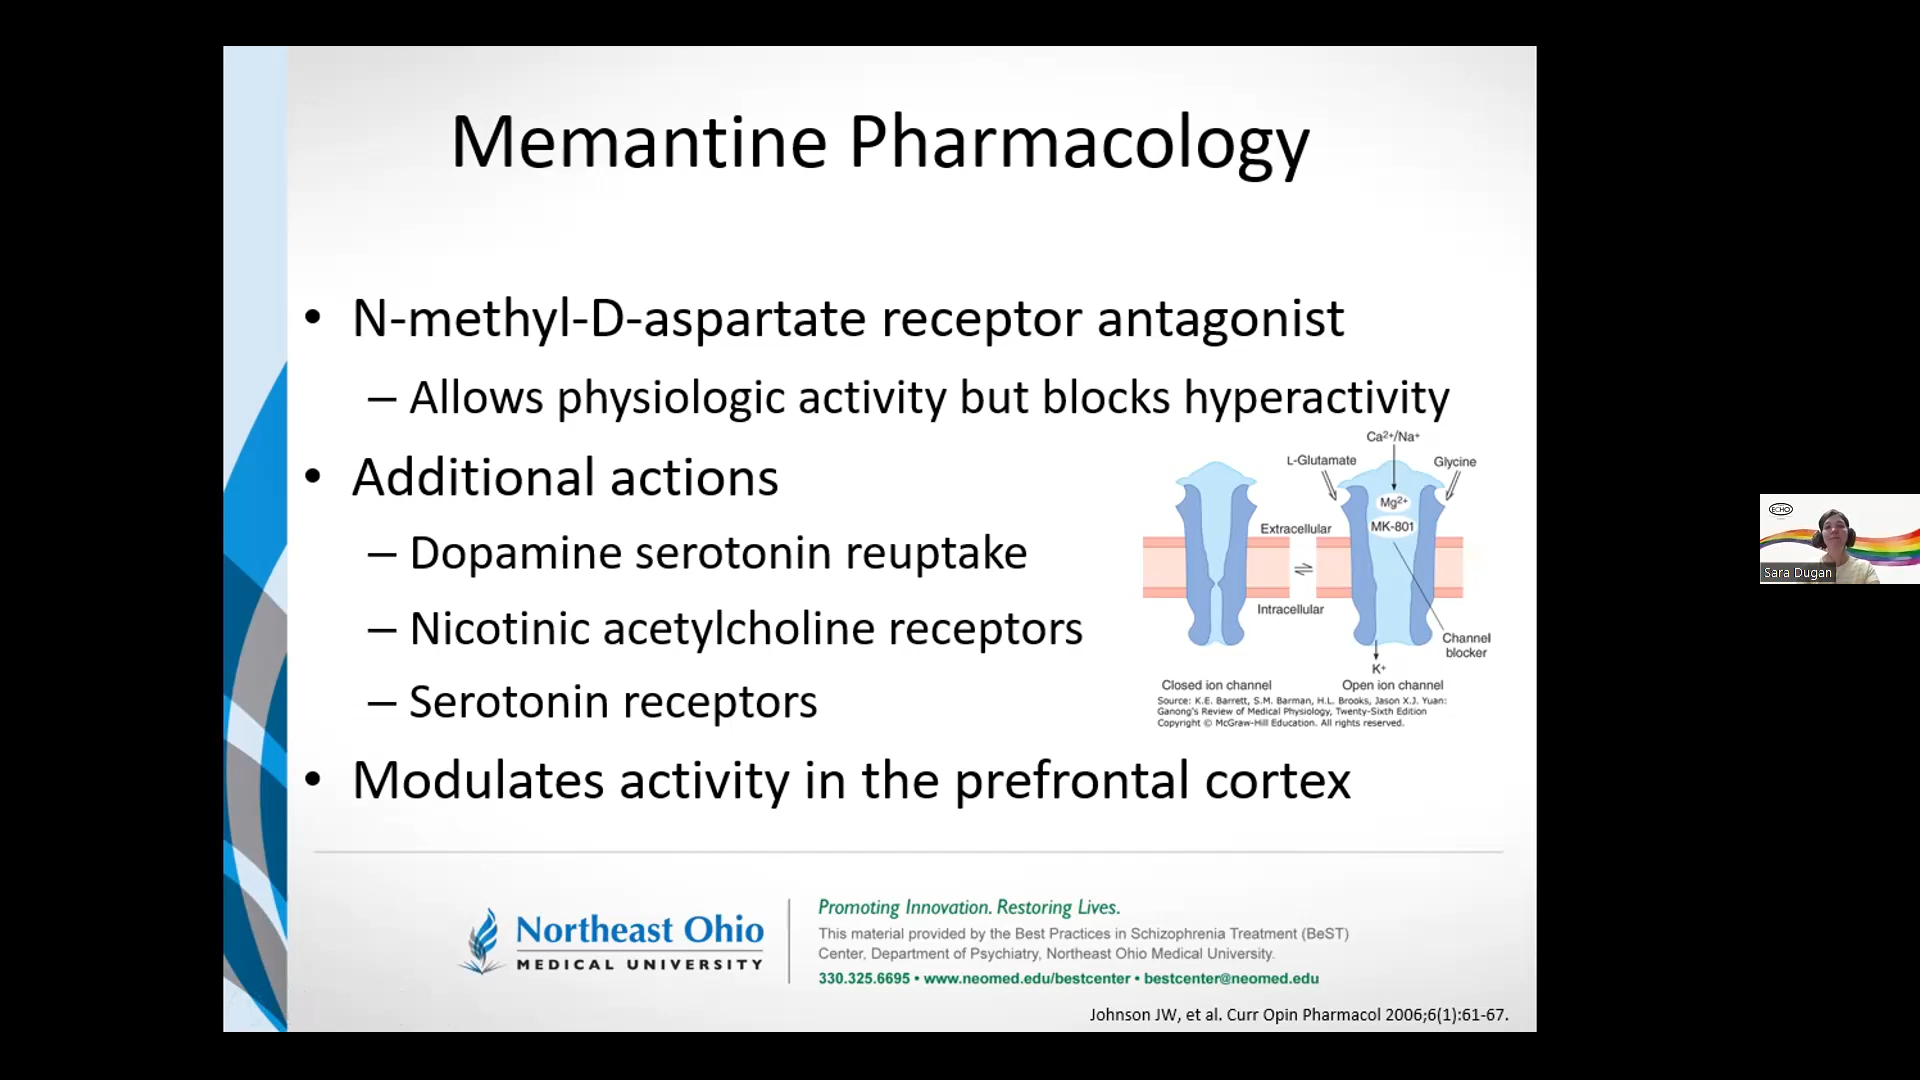 Memantine Pharmacology
• N-methyl-D-aspartate receptor antagonist
– Allows physiologic activity but blocks hyperactivity
• Additional actions
– Dopamine serotonin reuptake
– Nicotinic acetylcholine receptors
– Serotonin receptors
• Modulates activity in the prefrontal cortex
Ca2+/Na+
L-Glutamate
Glycine
Mg2+
MK-801
Extracellular
Intracellular
Channel
blocker
K+
Closed ion channel
Open ion channel
Source: K.E. Barrett, S.M. Barman, H.L. Brooks, Jason X.J. Yuan:
Ganong's Review of Medical Physiology, Twenty-Sixth Edition
Copyright © McGraw-Hill Education. All rights reserved.
Northeast Ohio
MEDICAL UNIVERSITY
Promoting Innovation. Restoring Lives.
This material provided by the Best Practices in Schizophrenia Treatment (BeST)
Center, Department of Psychiatry, Northeast Ohio Medical University.
330.325.6695 • www.neomed.edu/bestcenter • bestcenter@neomed.edu
Johnson JW, et al. Curr Opin Pharmacol 2006;6(1):61-67.
ECHO
Sara Dugan